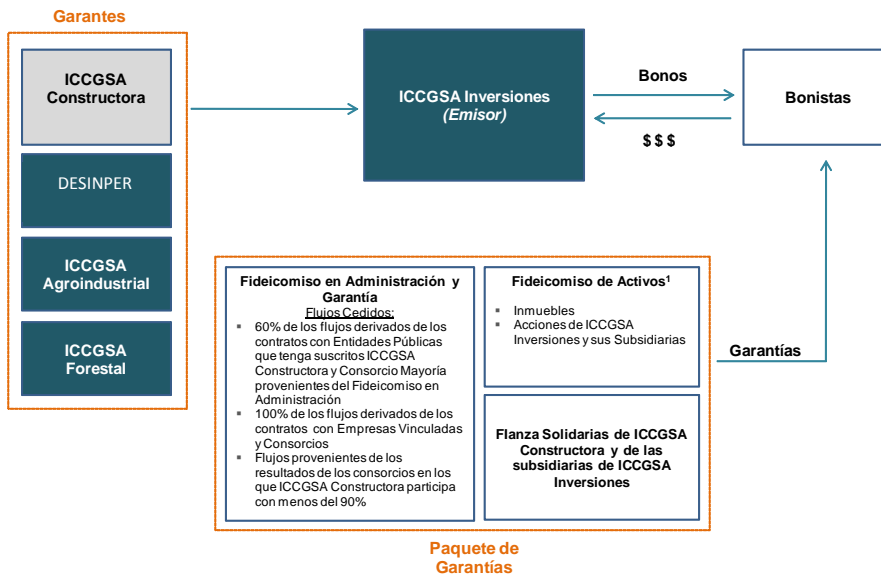 Garantes
ICCGSA
Constructora
DESINPER
ICCGSA
Agroindustrial
ICCGSA
Forestal
ICCGSA Inversiones
(Emisor)
Bonos
$ $ $
Bonistas
Fideicomiso en Administración y
Garantía
Flujos Cedidos:
▪ 60% de los flujos derivados de los
contratos con Entidades Públicas
que tenga suscritos ICCGSA
Constructora y Consorcio Mayoría
provenientes del Fideicomiso en
Administración
▪ 100% de los flujos derivados de los
contratos con Empresas Vinculadas
y Consorcios
▪ Flujos provenientes de los
resultados de los consorcios en los
que ICCGSA Constructora participa
con menos del 90%
Fideicomiso de Activos¹
▪ Inmuebles
▪ Acciones de ICCGSA
Inversiones y sus Subsidiarias
FIanza Solidarias de ICCGSA
Constructora y de las
subsidiarias de ICCGSA
Inversiones
Garantías
Paquete de
Garantías